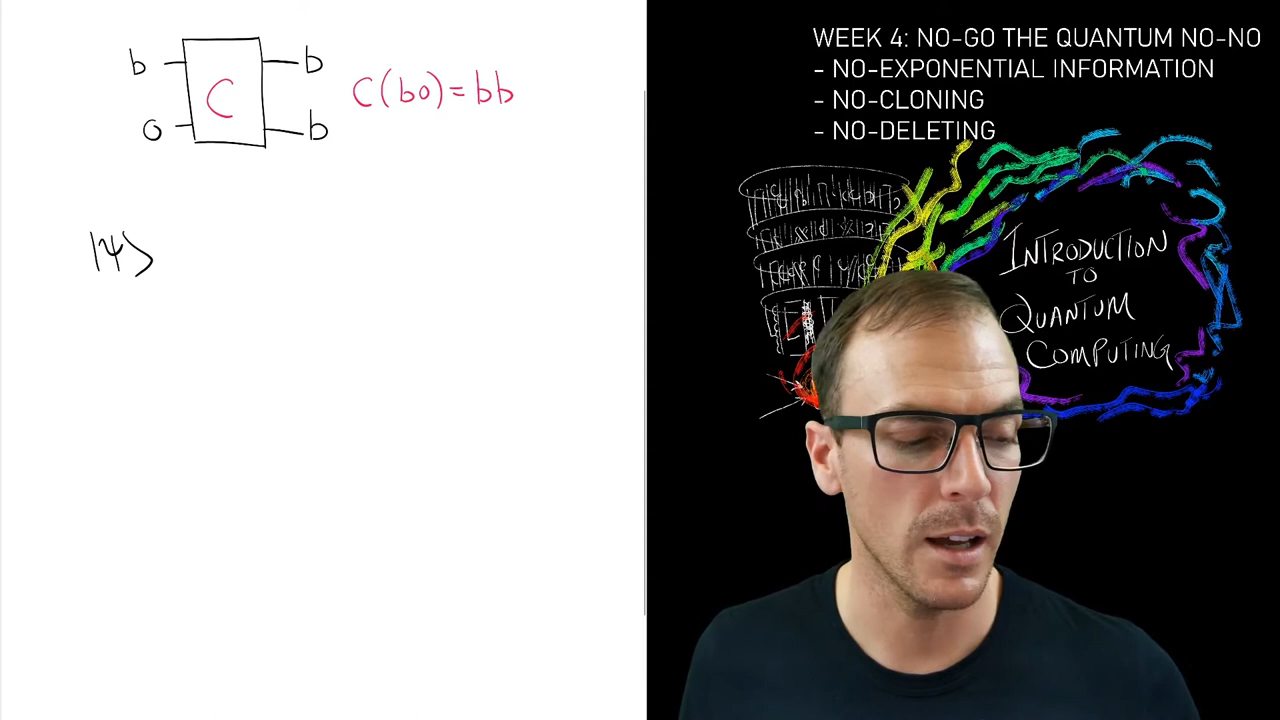 b
b
C
0
b
C(b0)=bb
|ψ⟩
WEEK 4: NO-GO THE QUANTUM NO-NO
- NO-EXPONENTIAL INFORMATION
- NO-CLONING
- NO-DELETING
INTRODUCTION
TO
QUANTUM
COMPUTING